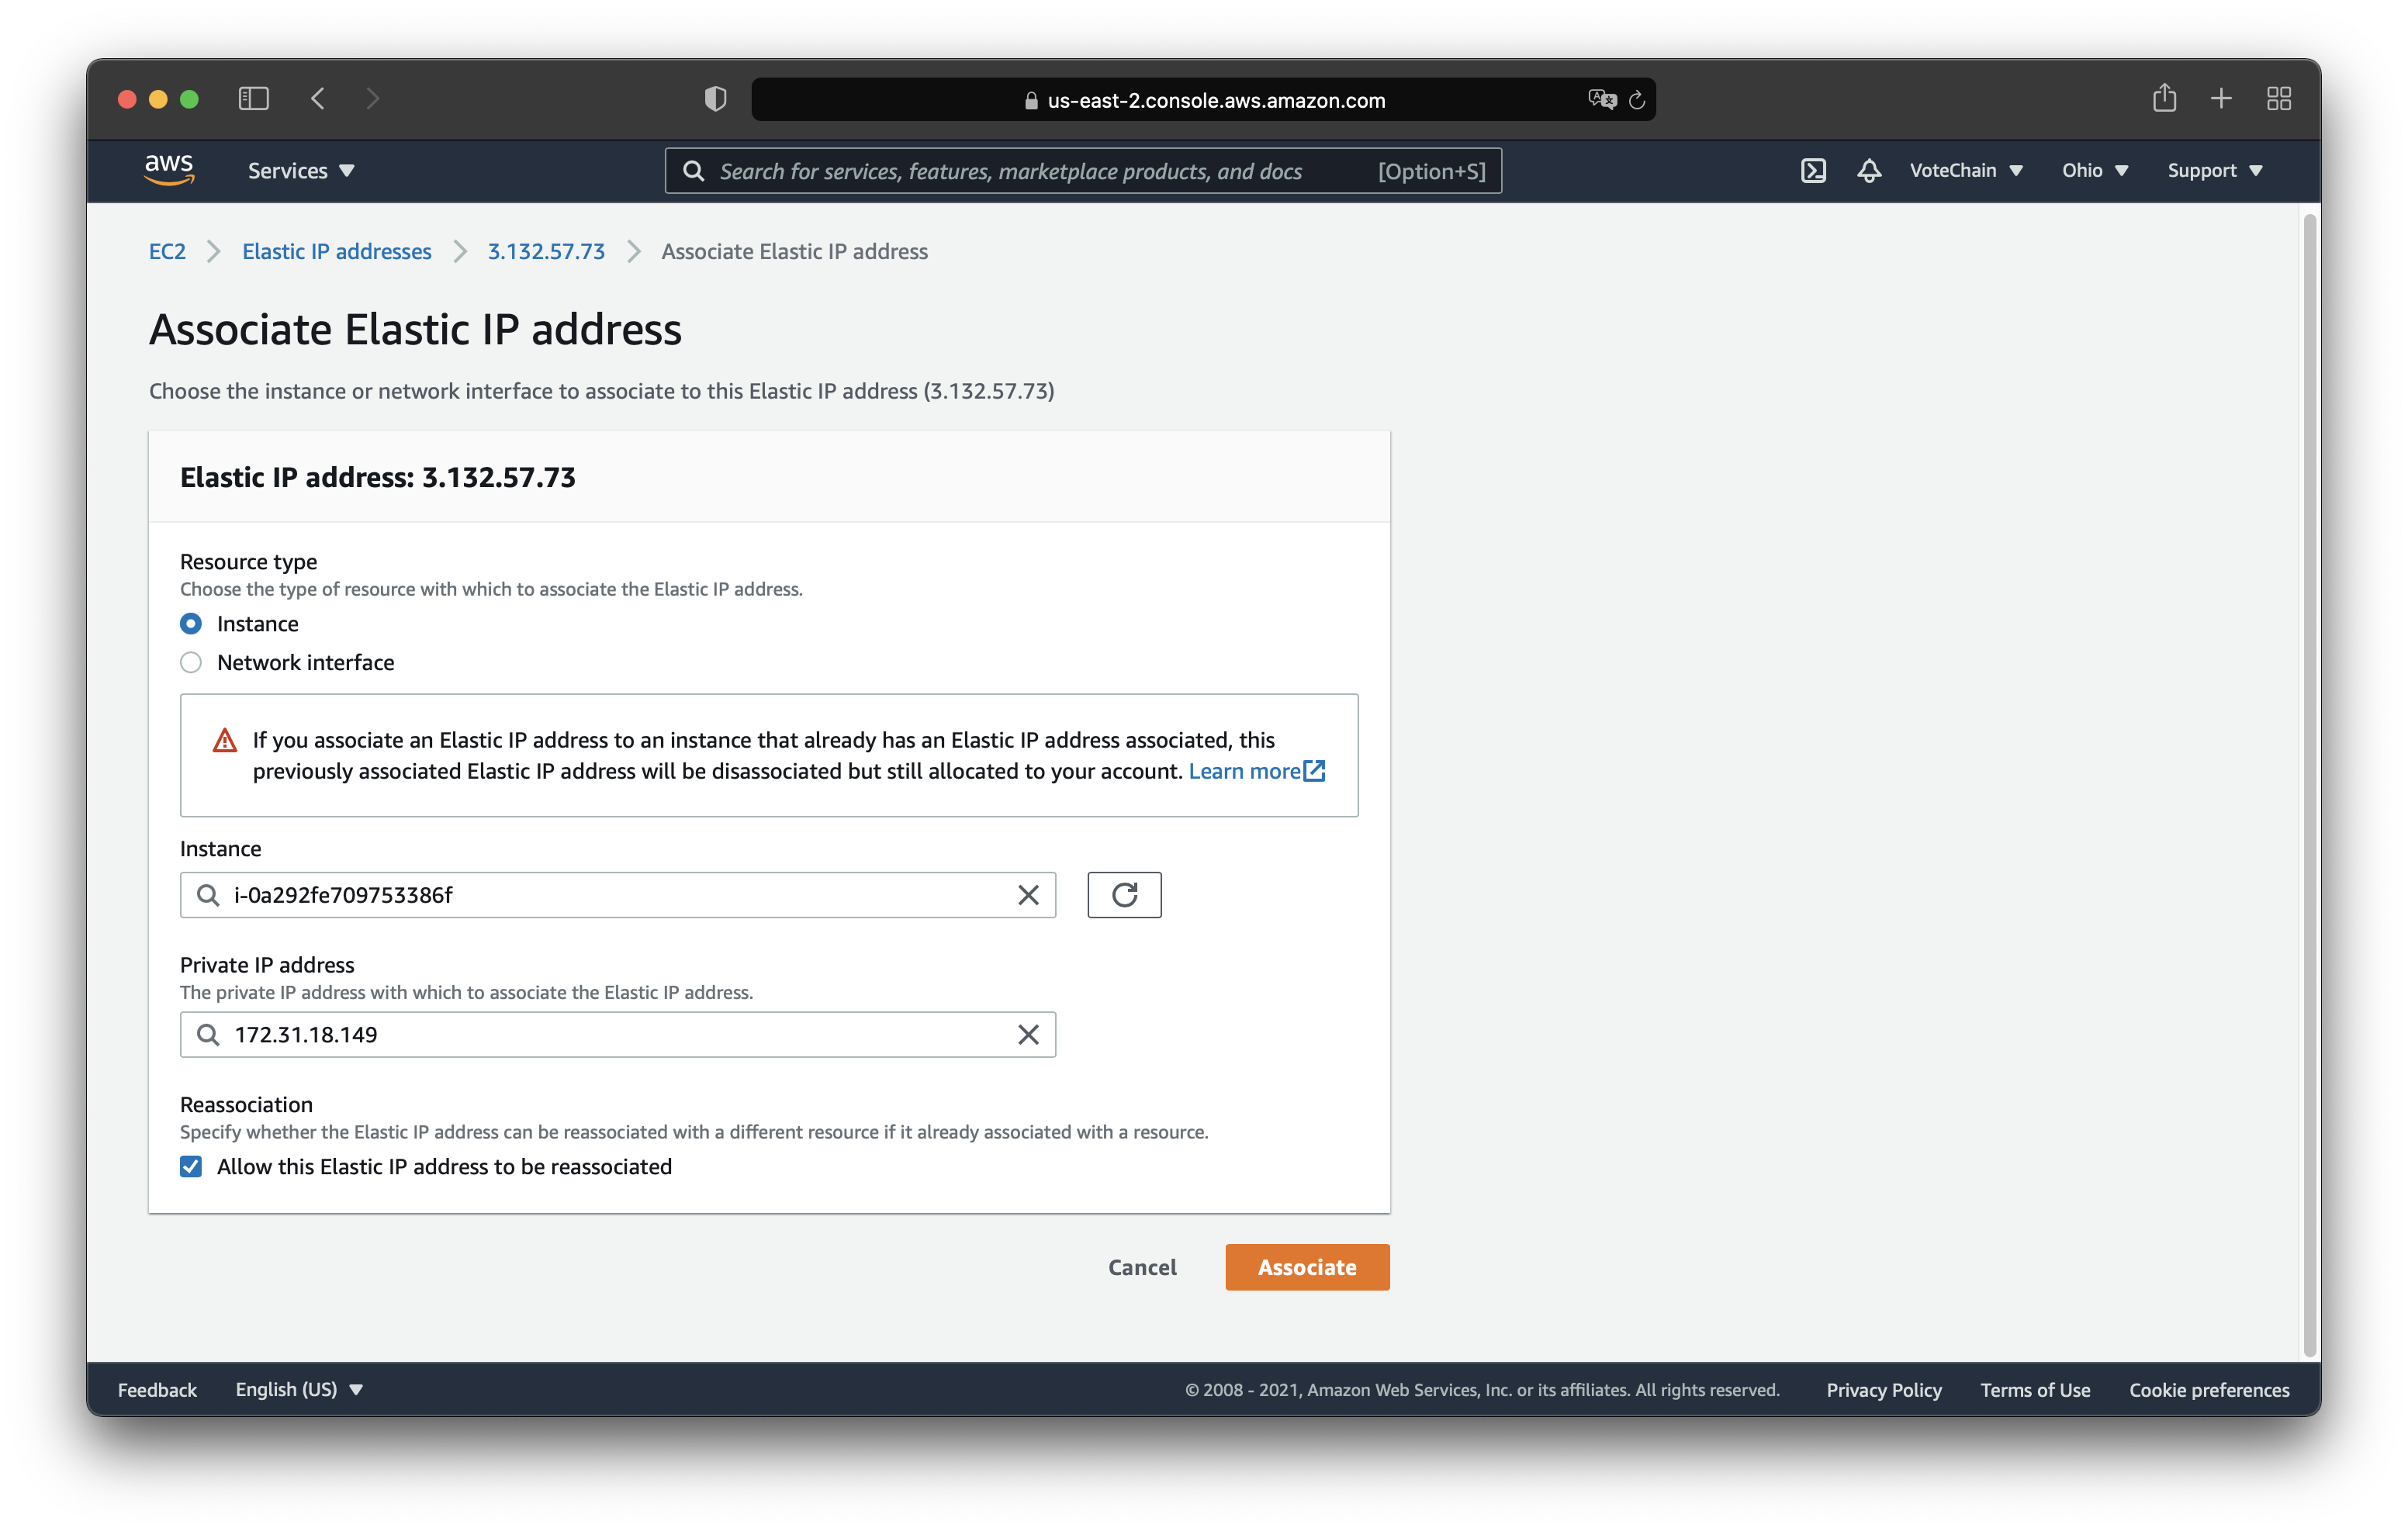 us-east-2.console.aws.amazon.com
aws
Services
Search for services, features, marketplace products, and docs
[Option+S]
VoteChain
Ohio
Support
EC2
Elastic IP addresses
3.132.57.73
Associate Elastic IP address
Associate Elastic IP address
Choose the instance or network interface to associate to this Elastic IP address (3.132.57.73)
Elastic IP address: 3.132.57.73
Resource type
Choose the type of resource with which to associate the Elastic IP address.
Instance
Network interface
If you associate an Elastic IP address to an instance that already has an Elastic IP address associated, this
previously associated Elastic IP address will be disassociated but still allocated to your account. Learn more
Instance
i-0a292fe709753386f
Private IP address
The private IP address with which to associate the Elastic IP address.
172.31.18.149
Reassociation
Specify whether the Elastic IP address can be reassociated with a different resource if it already associated with a resource.
Allow this Elastic IP address to be reassociated
Cancel
Associate
Feedback
English (US)
© 2008 - 2021, Amazon Web Services, Inc. or its affiliates. All rights reserved.
Privacy Policy
Terms of Use
Cookie preferences